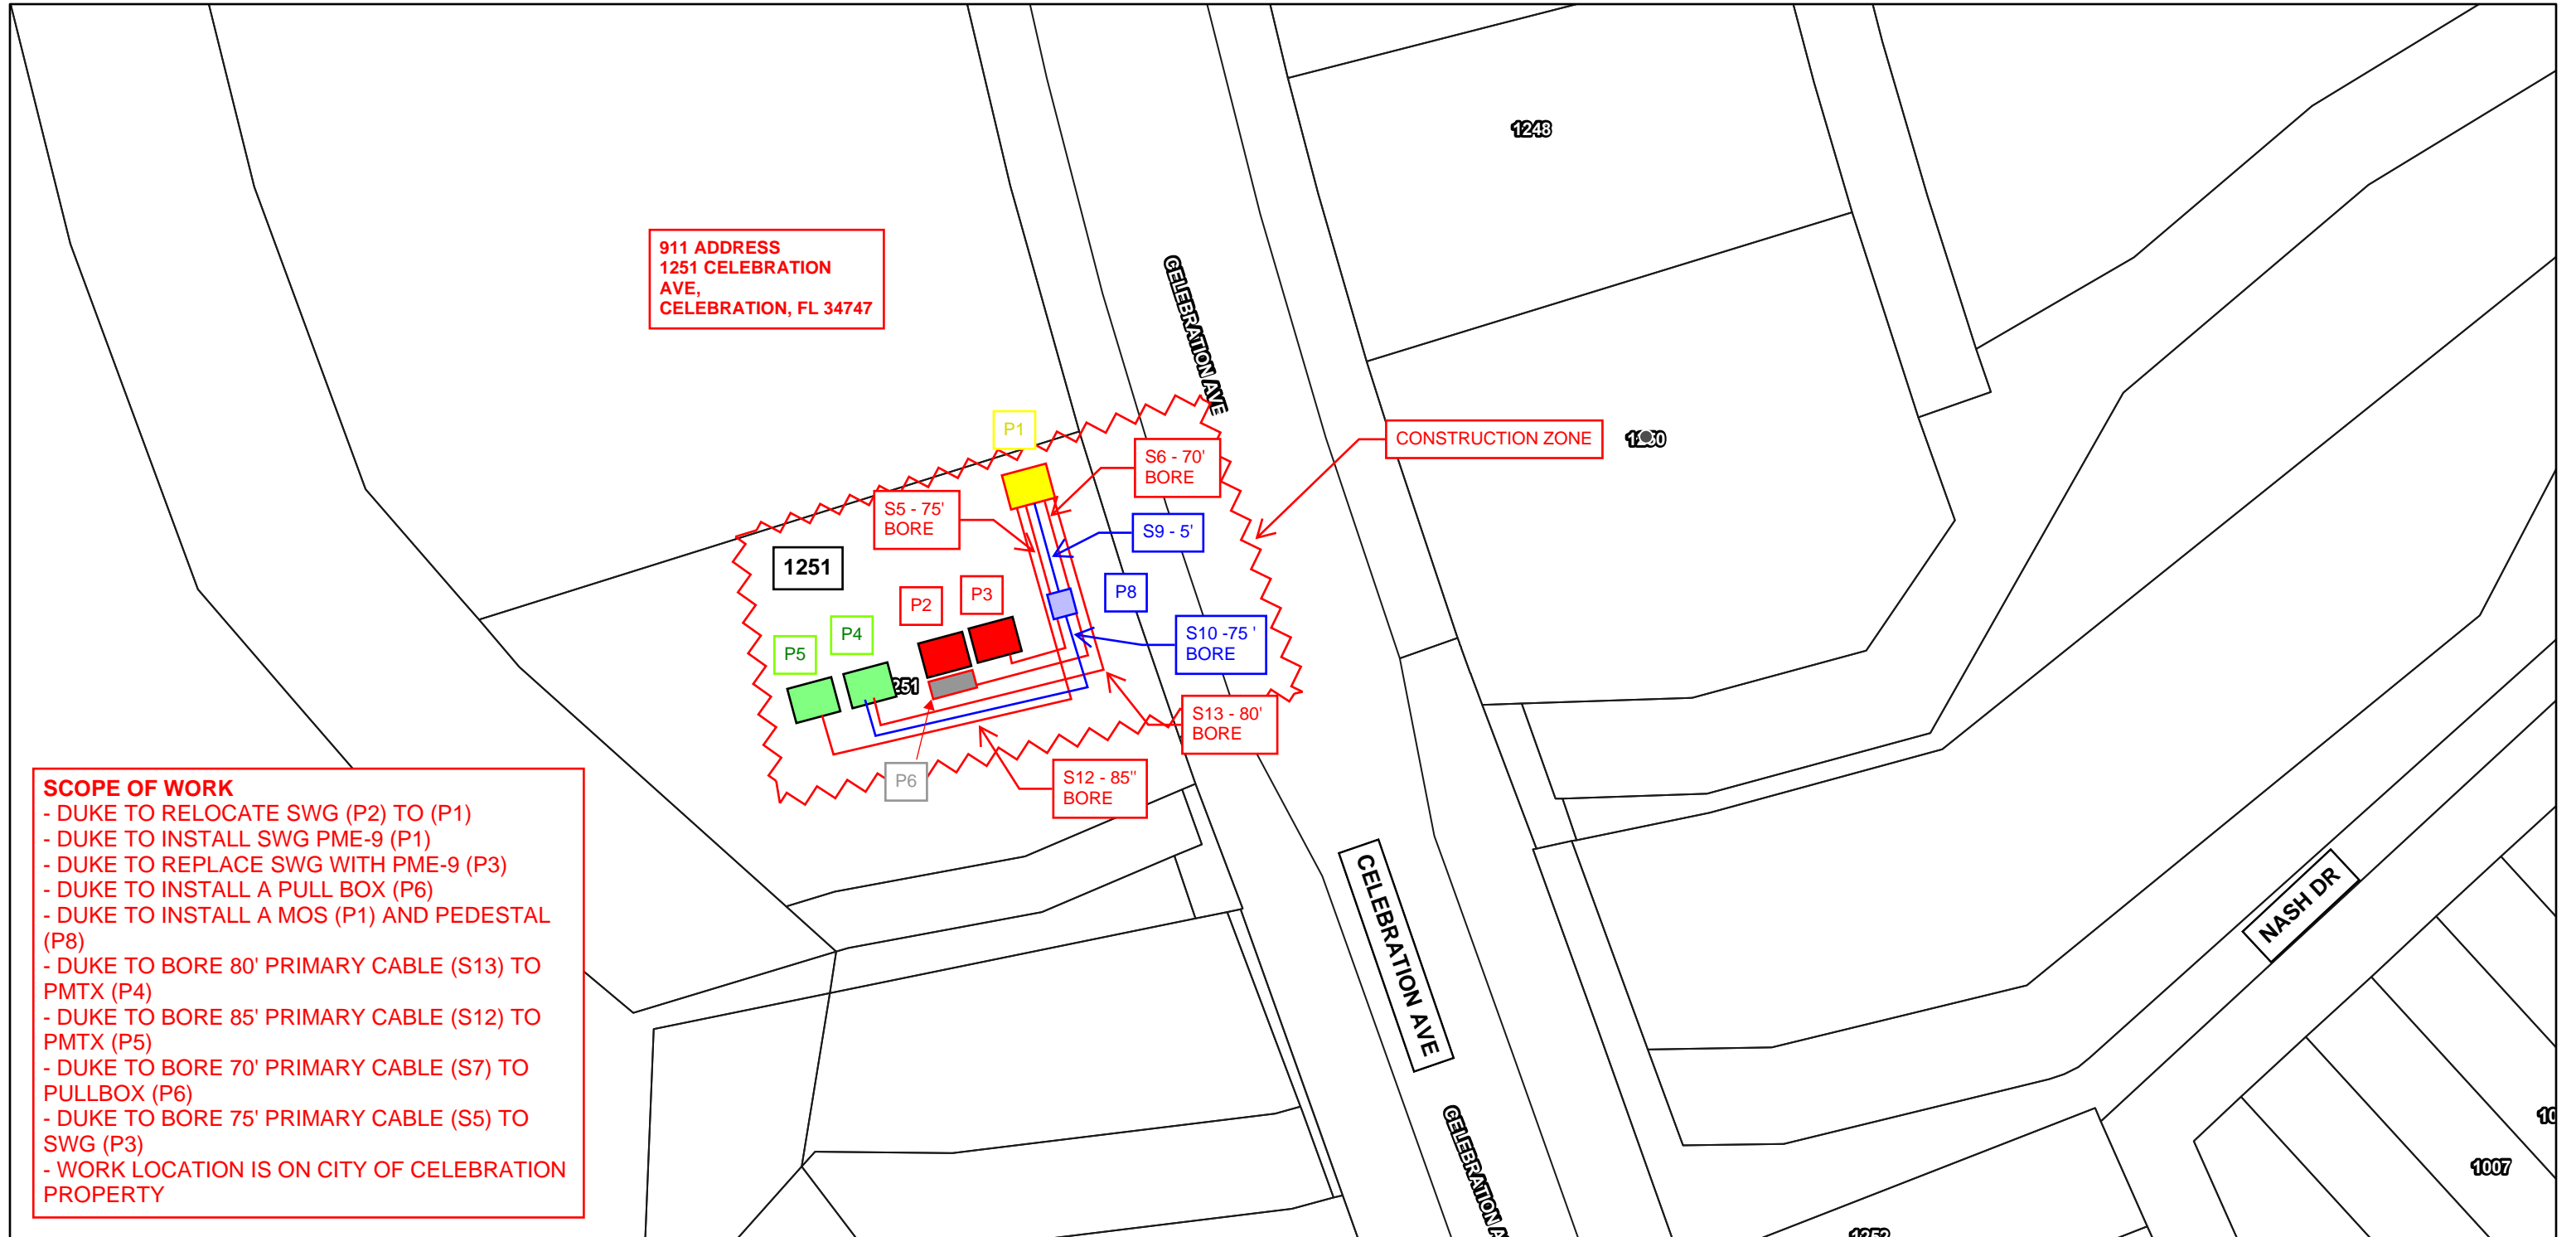 1248
911 ADDRESS
1251 CELEBRATION
AVE,
CELEBRATION, FL 34747
CELEBRATION AVE
P1
CONSTRUCTION ZONE
S6 - 70'
BORE
S5 - 75'
BORE
S9 - 5'
1251
P2
P3
P8
P4
P5
S10 -75 '
BORE
251
S13 - 80'
BORE
P6
S12 - 85"
BORE
SCOPE OF WORK
- DUKE TO RELOCATE SWG (P2) TO (P1)
- DUKE TO INSTALL SWG PME-9 (P1)
- DUKE TO REPLACE SWG WITH PME-9 (P3)
- DUKE TO INSTALL A PULL BOX (P6)
- DUKE TO INSTALL A MOS (P1) AND PEDESTAL
(P8)
- DUKE TO BORE 80' PRIMARY CABLE (S13) TO
PMTX (P4)
- DUKE TO BORE 85' PRIMARY CABLE (S12) TO
PMTX (P5)
- DUKE TO BORE 70' PRIMARY CABLE (S7) TO
PULLBOX (P6)
- DUKE TO BORE 75' PRIMARY CABLE (S5) TO
SWG (P3)
- WORK LOCATION IS ON CITY OF CELEBRATION
PROPERTY
CELEBRATION AVE
NASH DR
CELEBRATION A
10
1007